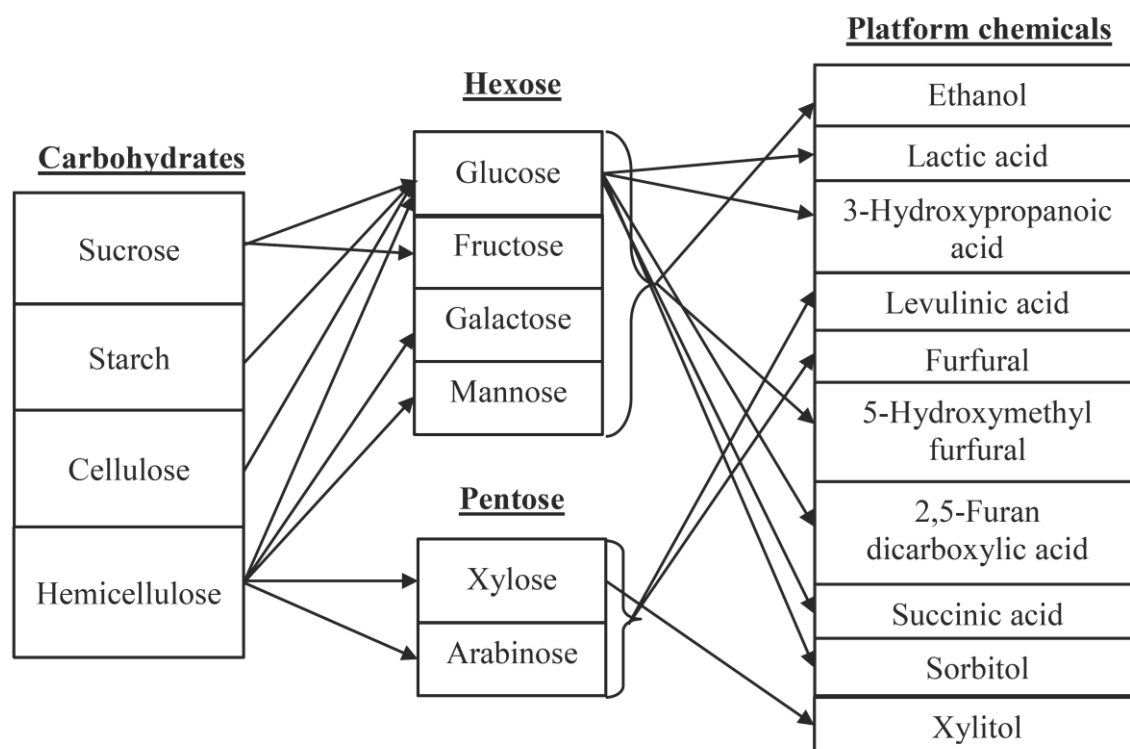 Carbohydrates
Sucrose
Starch
Cellulose
Hemicellulose
Hexose
Glucose
Fructose
Galactose
Mannose
Pentose
Xylose
Arabinose
Platform chemicals
Ethanol
Lactic acid
3-Hydroxypropanoic
acid
Levulinic acid
Furfural
5-Hydroxymethyl
furfural
2,5-Furan
dicarboxylic acid
Succinic acid
Sorbitol
Xylitol